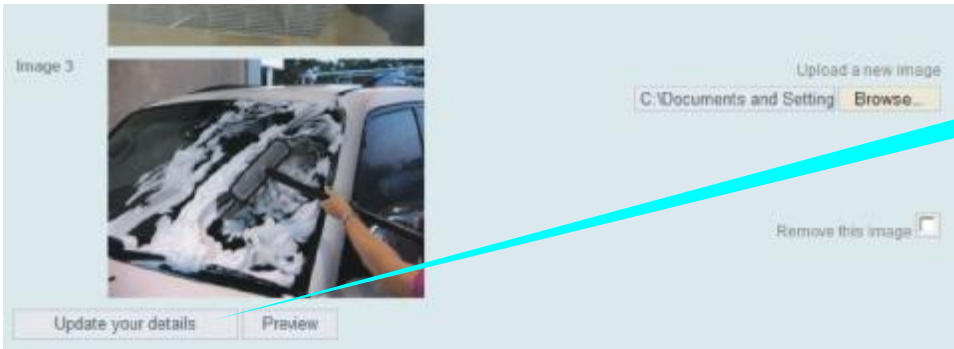 Image 3
Upload a new image
C:\Documents and Setting Browse...
Remove this image
Update your details Preview